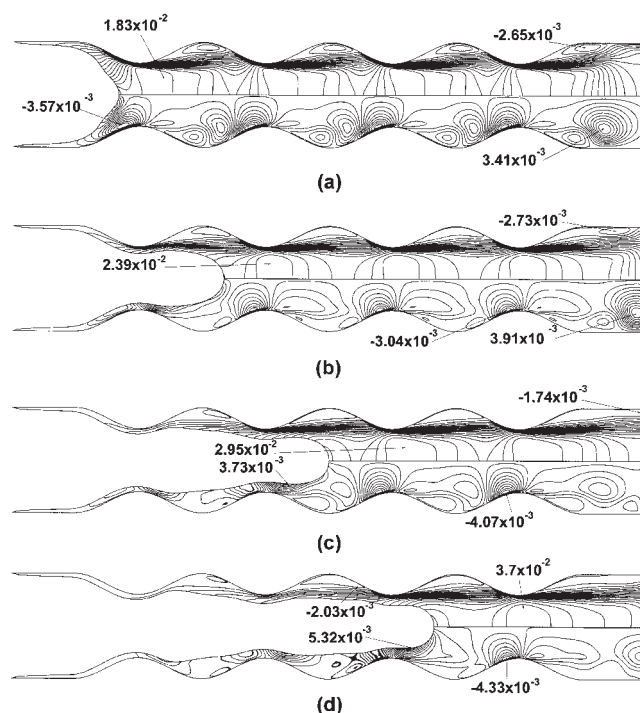 1.83x10⁻²
-2.65x10⁻³
-3.57x10⁻³
3.41x10⁻³
(a)
-2.73x10⁻³
2.39x10⁻²
-3.04x10⁻³
3.91x10⁻³
(b)
-1.74x10⁻³
2.95x10⁻²
3.73x10⁻³
-4.07x10⁻³
(c)
3.7x10⁻²
-2.03x10⁻³
5.32x10⁻³
-4.33x10⁻³
(d)